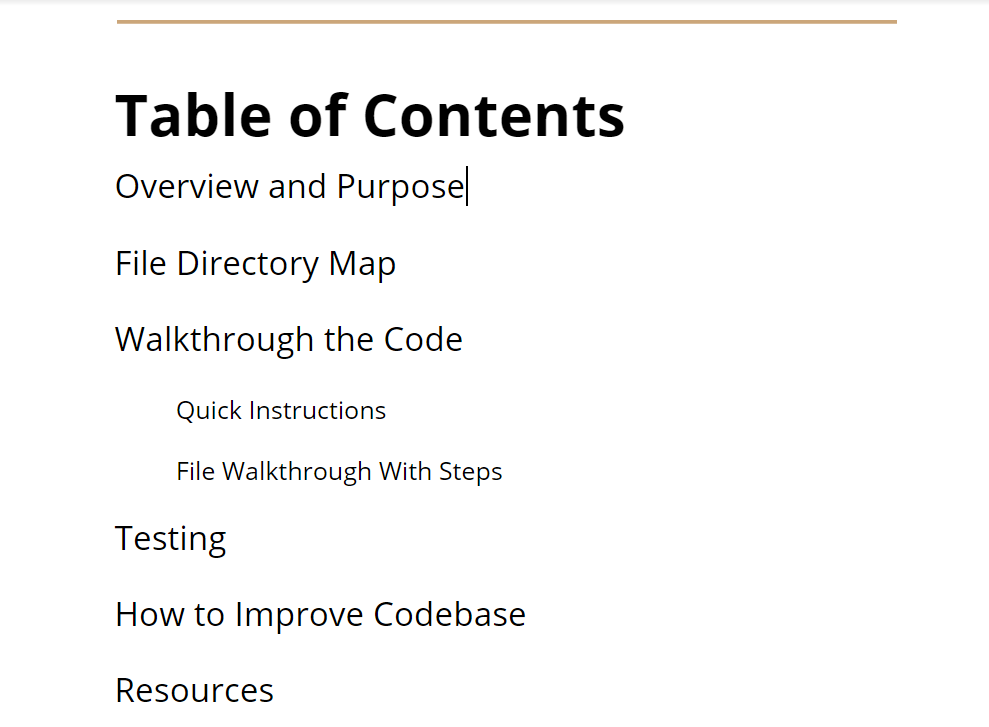 Table of Contents
Overview and Purpose
File Directory Map
Walkthrough the Code
Quick Instructions
File Walkthrough With Steps
Testing
How to Improve Codebase
Resources